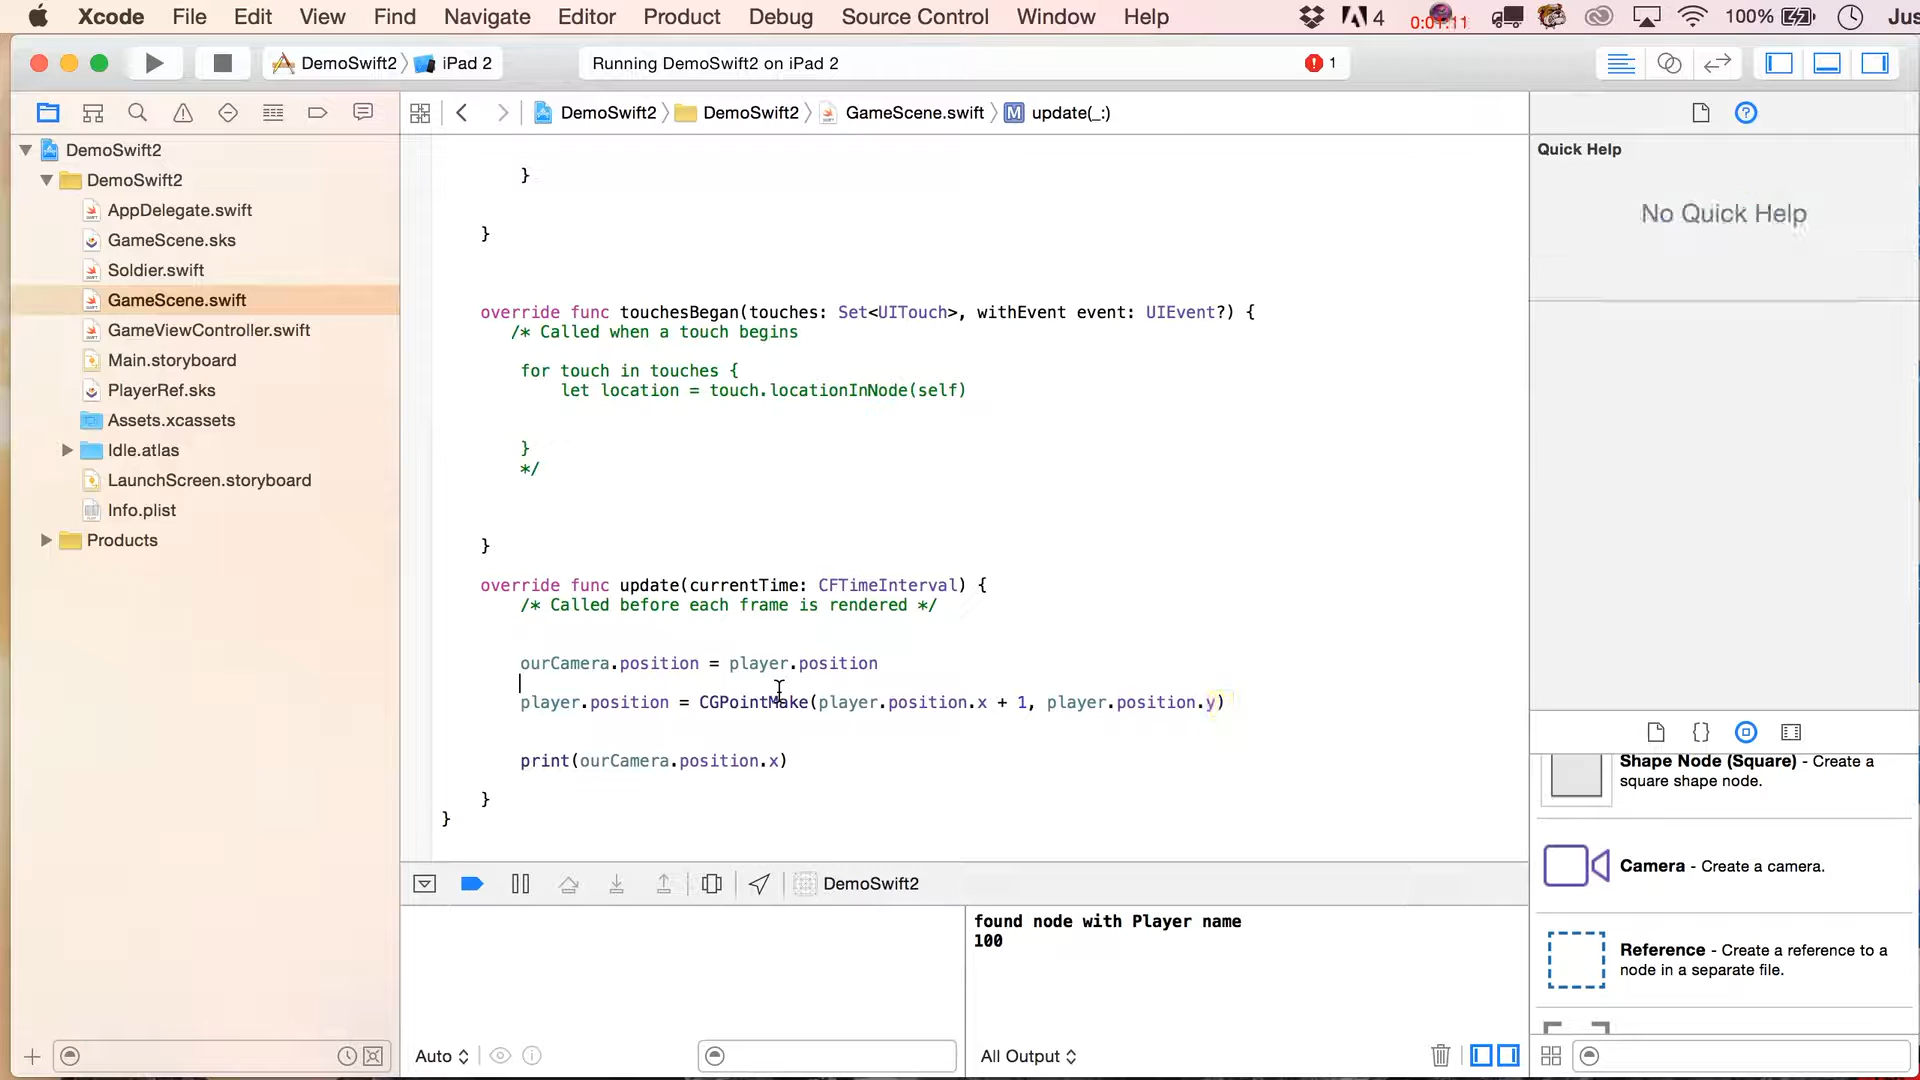 Xcode File Edit View Find Navigate Editor Product Debug Source Control Window Help 4 0:01:11 100% Jus
DemoSwift2 iPad 2 Running DemoSwift2 on iPad 2 1
DemoSwift2 DemoSwift2 GameScene.swift M update(_:)
DemoSwift2
DemoSwift2
AppDelegate.swift
GameScene.sks
Soldier.swift
GameScene.swift
GameViewController.swift
Main.storyboard
PlayerRef.sks
Assets.xcassets
Idle.atlas
LaunchScreen.storyboard
Info.plist
Products
}
}
override func touchesBegan(touches: Set<UITouch>, withEvent event: UIEvent?) {
/* Called when a touch begins
for touch in touches {
let location = touch.locationInNode(self)
}
*/
}
override func update(currentTime: CFTimeInterval) {
/* Called before each frame is rendered */
ourCamera.position = player.position
player.position = CGPointMake(player.position.x + 1, player.position.y)
print(ourCamera.position.x)
}
}
Quick Help
No Quick Help
Shape Node (Square) - Create a
square shape node.
Camera - Create a camera.
Reference - Create a reference to a
node in a separate file.
DemoSwift2
found node with Player name
100
Auto
All Output